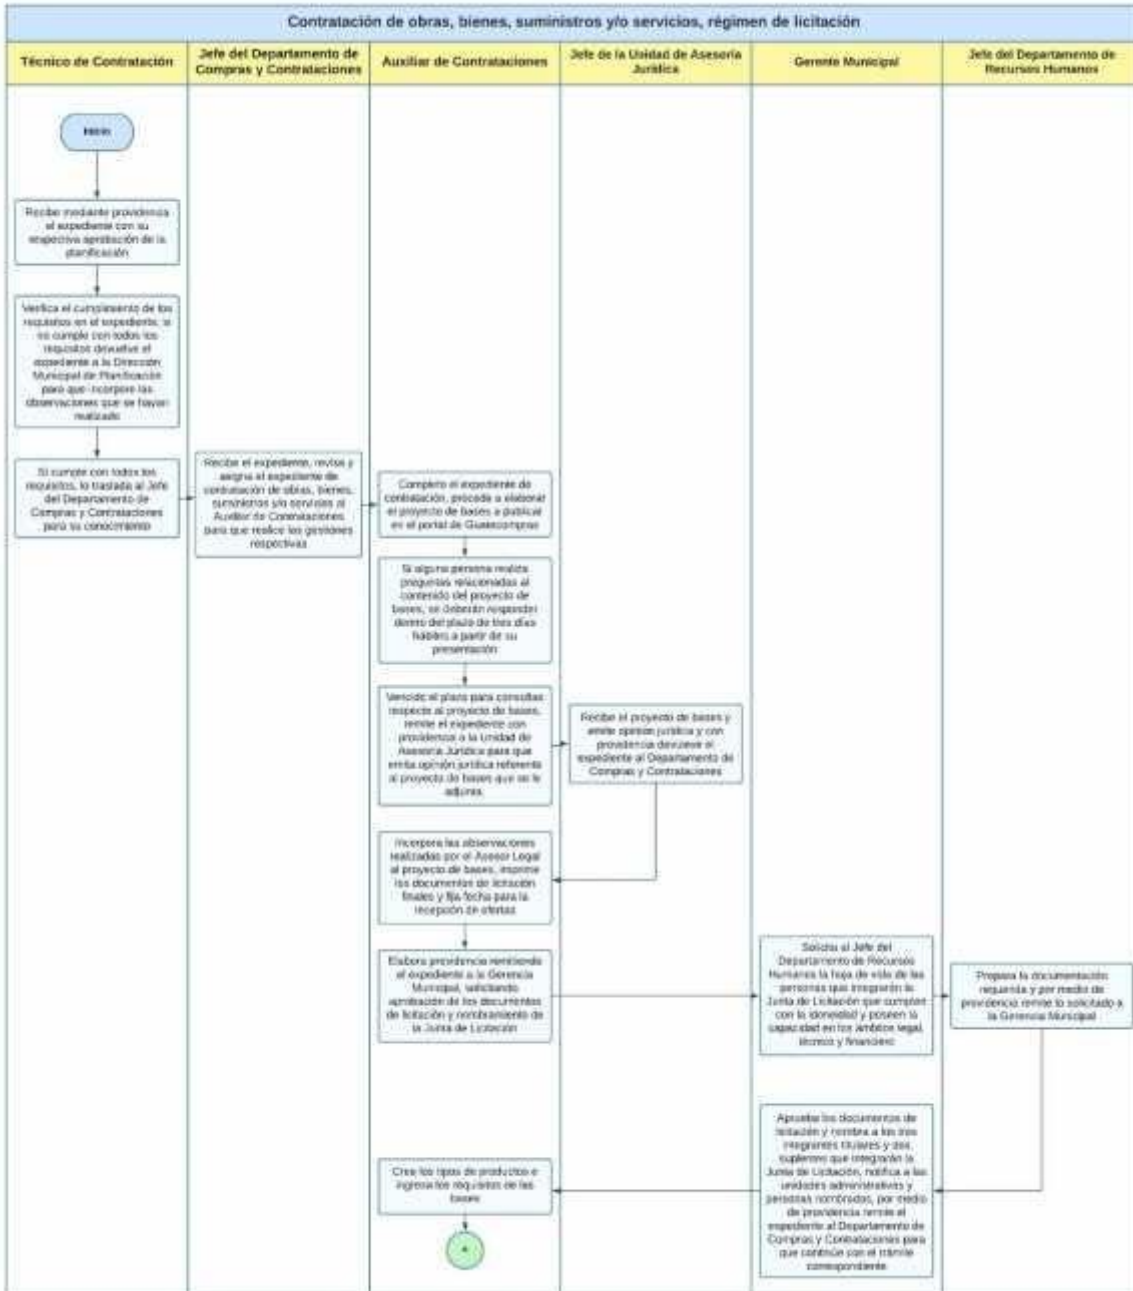 Contratación de obras, bienes, suministros y/o servicios, régimen de licitación
Técnico de Contratación
Jefe del Departamento de
Compras y Contrataciones
Auxiliar de Contrataciones
Jefe de la Unidad de Asesoría
Jurídica
Gerente Municipal
Jefe del Departamento de
Recursos Humanos
Inicio
Recibe mediante providencia
el expediente con su
respectiva aprobación de la
planificación
Verifica el cumplimiento de los
requisitos en el expediente, si
no cumple con todos los
requisitos devuelve el
expediente a la Dirección
Municipal de Planificación
para que incorpore las
observaciones que se hayan
realizado
Si cumple con todos los
requisitos, lo traslada al Jefe
del Departamento de
Compras y Contrataciones
para su conocimiento
Recibe el expediente, revisa y
asigna el expediente de
contratación de obras, bienes,
suministros y/o servicios al
Auxiliar de Contrataciones
para que realice las gestiones
respectivas
Completo el expediente de
contratación, procede a elaborar
el proyecto de bases a publicar
en el portal de Guatecompras
Si alguna persona realiza
preguntas relacionadas al
contenido del proyecto de
bases, se deberán responder
dentro del plazo de tres días
hábiles a partir de su
presentación
Vencido el plazo para consultas
respecto al proyecto de bases,
remite el expediente con
providencia a la Unidad de
Asesoría Jurídica para que
emita opinión jurídica referente
al proyecto de bases que se le
adjunta
Recibe el proyecto de bases y
emite opinión jurídica y con
providencia devuelve el
expediente al Departamento de
Compras y Contrataciones
Incorpora las observaciones
realizadas por el Asesor Legal
al proyecto de bases, imprime
los documentos de licitación
finales y fija fecha para la
recepción de ofertas
Elabora providencia remitiendo
el expediente a la Gerencia
Municipal, solicitando
aprobación de los documentos
de licitación y nombramiento de
la Junta de Licitación
Solicita al Jefe del
Departamento de Recursos
Humanos la hoja de vida de las
personas que integrarán la
Junta de Licitación que cumplan
con la idoneidad y poseen la
capacidad en los ámbitos legal,
técnico y financiero
Prepara la documentación
requerida y por medio de
providencia remite lo solicitado a
la Gerencia Municipal
Aprueba los documentos de
licitación y nombra a los tres
integrantes titulares y dos
suplentes que integrarán la
Junta de Licitación, notifica a las
unidades administrativas y
personas nombradas, por medio
de providencia remite el
expediente al Departamento de
Compras y Contrataciones para
que continúe con el trámite
correspondiente
Crea los tipos de productos e
ingresa los requisitos de las
bases